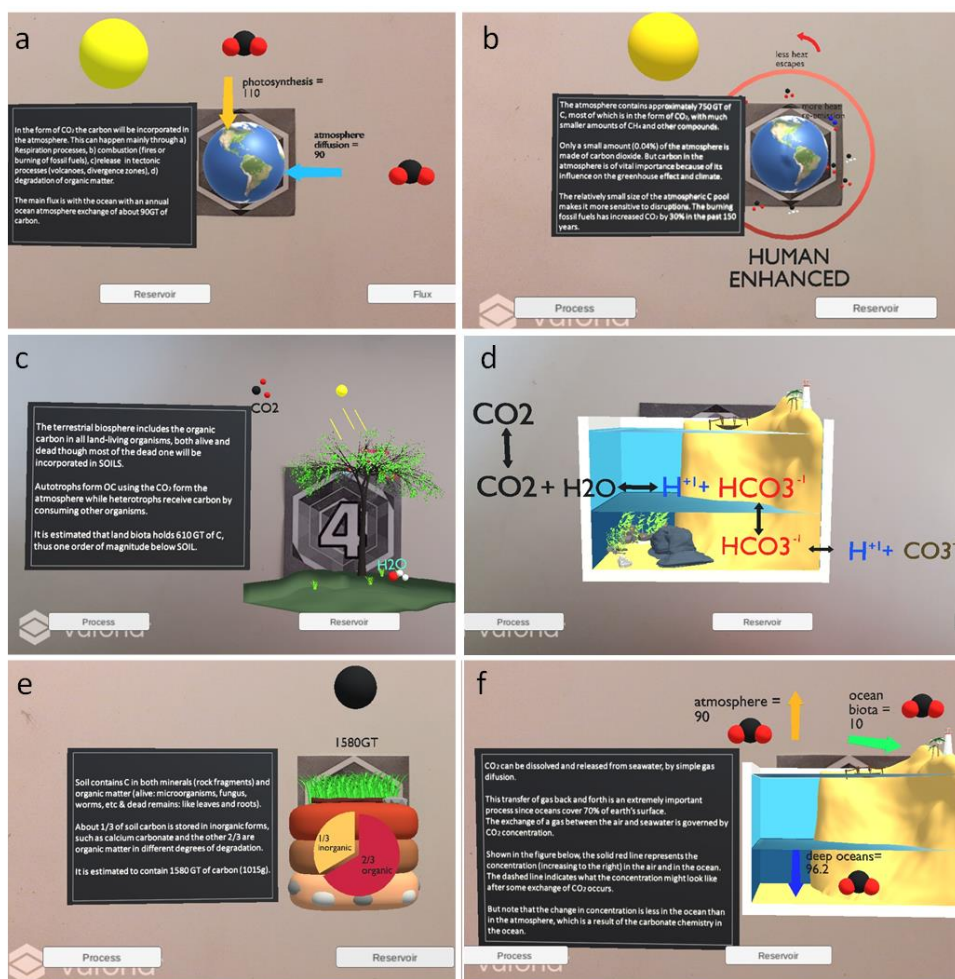 a
photosynthesis =
110
In the form of CO₂ the carbon will be incorporated in
the atmosphere. This can happen mainly through a)
Respiration processes, b) combustion (fires or
burning of fossil fuels), c)release in tectonic
processes (volcanoes, divergence zones), d)
degradation of organic matter.
The main flux is with the ocean with an annual
ocean atmosphere exchange of about 90GT of
carbon.
atmosphere
diffusion =
90
Reservoir
Flux
b
less heat
escapes
more heat
re-emission
The atmosphere contains approximately 750 GT of
C, most of which is in the form of CO₂, with much
smaller amounts of CH₄ and other compounds.
Only a small amount (0.04%) of the atmosphere is
made of carbon dioxide. But carbon in the
atmosphere is of vital importance because of its
influence on the greenhouse effect and climate.
The relatively small size of the atmospheric C pool
makes it more sensitive to disruptions. The burning
fossil fuels has increased CO₂ by 30% in the past 150
years.
HUMAN
ENHANCED
Process
Reservoir
c
CO2
The terrestrial biosphere includes the organic
carbon in all land-living organisms, both alive and
dead though most of the dead one will be
incorporated in SOILS.
Autotrophs form OC using the CO₂ form the
atmosphere while heterotrophs receive carbon by
consuming other organisms.
It is estimated that land biota holds 610 GT of C,
thus one order of magnitude below SOIL.
4
H2O
Process
Reservoir
d
CO2
CO2 + H2O H⁺¹+ HCO3⁻¹
HCO3⁻¹ H⁺¹+ CO3⁻
Process
Reservoir
e
1580GT
Soil contains C in both minerals (rock fragments) and
organic matter (alive: microorganisms, fungus,
worms, etc & dead remains: like leaves and roots).
About 1/3 of soil carbon is stored in inorganic forms,
such as calcium carbonate and the other 2/3 are
organic matter in different degrees of degradation.
It is estimated to contain 1580 GT of carbon (1015g).
1/3
inorganic
2/3
organic
Process
Reservoir
f
atmosphere =
90
ocean
biota =
10
CO₂ can be dissolved and released from seawater, by simple gas
difusion.
This transfer of gas back and forth is an extremely important
process since oceans cover 70% of earth's surface.
The exchange of a gas between the air and seawater is governed by
CO₂ concentration.
Shown in the figure below, the solid red line represents the
concentration (increasing to the right) in the air and in the ocean.
The dashed line indicates what the concentration might look like
after some exchange of CO₂ occurs.
But note that the change in concentration is less in the ocean than
in the atmosphere, which is a result of the carbonate chemistry in
the ocean.
deep oceans=
96.2
Process
Reservoir